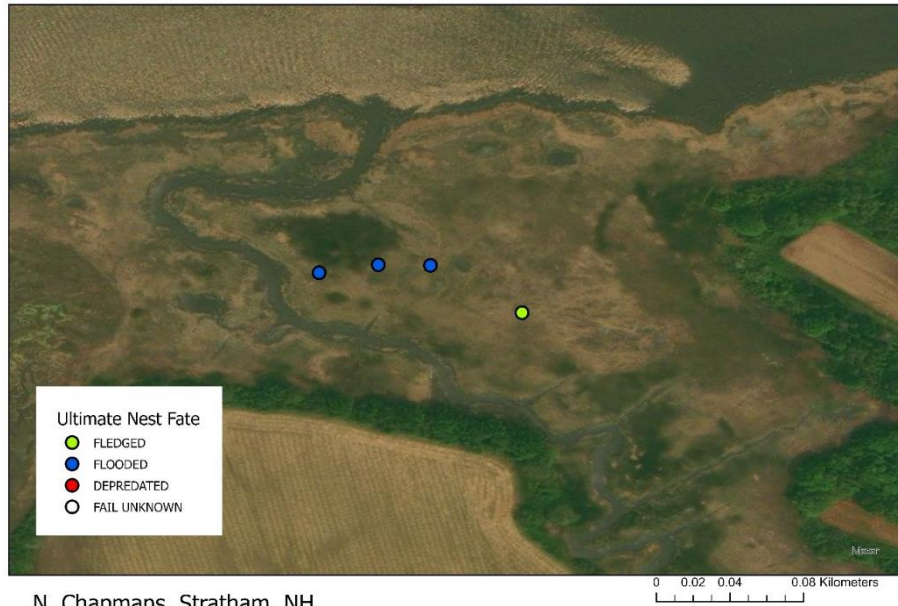 Ultimate Nest Fate
FLEDGED
FLOODED
DEPREDATED
FAIL UNKNOWN
Maxar
N. Chapmans, Stratham, NH
0 0.02 0.04 0.08 Kilometers